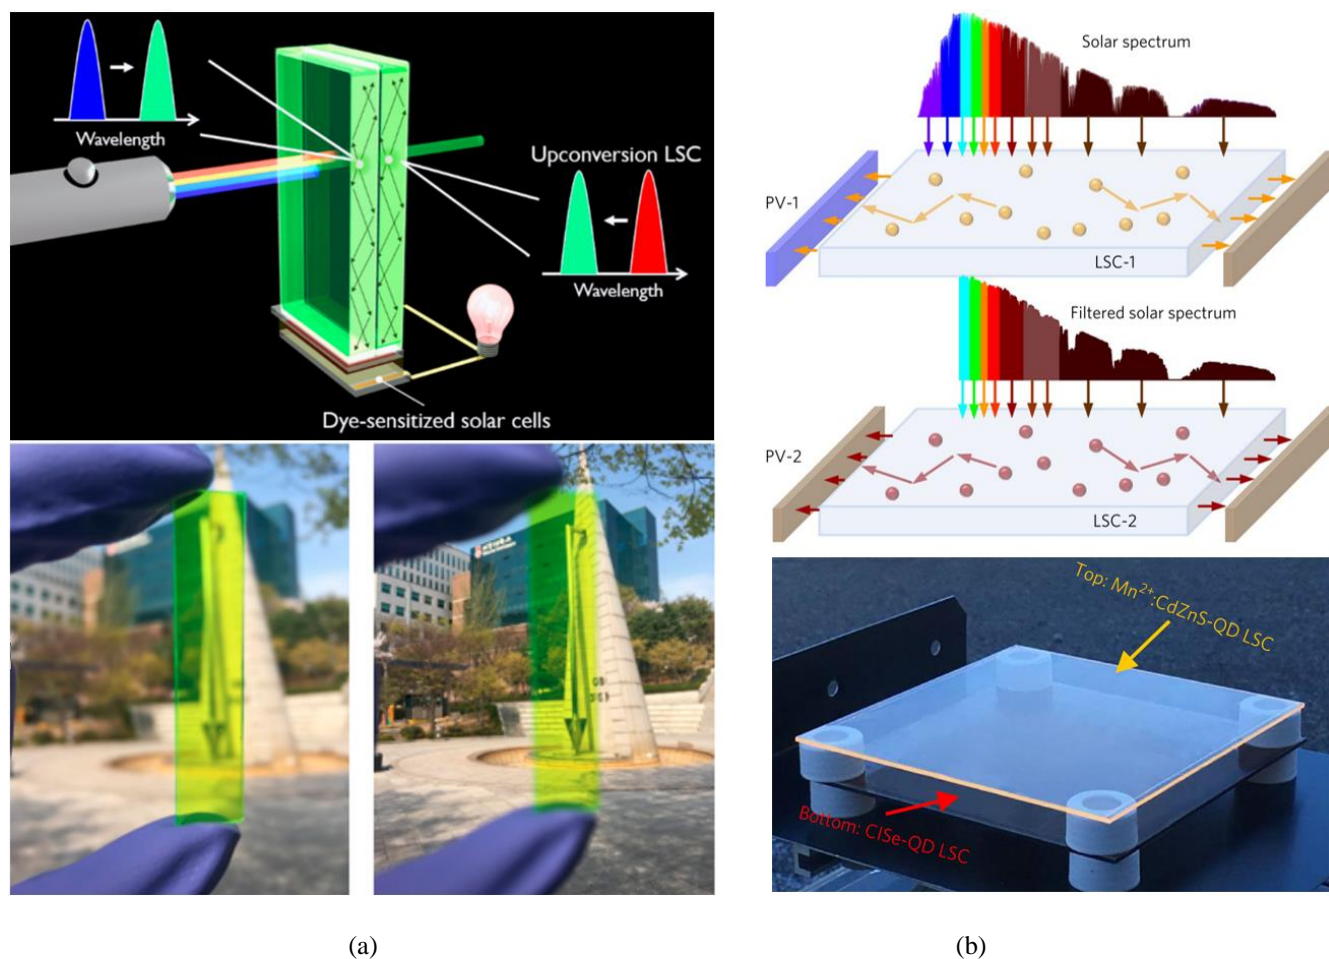 Wavelength
Upconversion LSC
Wavelength
Dye-sensitized solar cells
(a)
Solar spectrum
PV-1
LSC-1
Filtered solar spectrum
PV-2
LSC-2
Top: Mn²⁺:CdZnS-QD LSC
Bottom: CISe-QD LSC
(b)